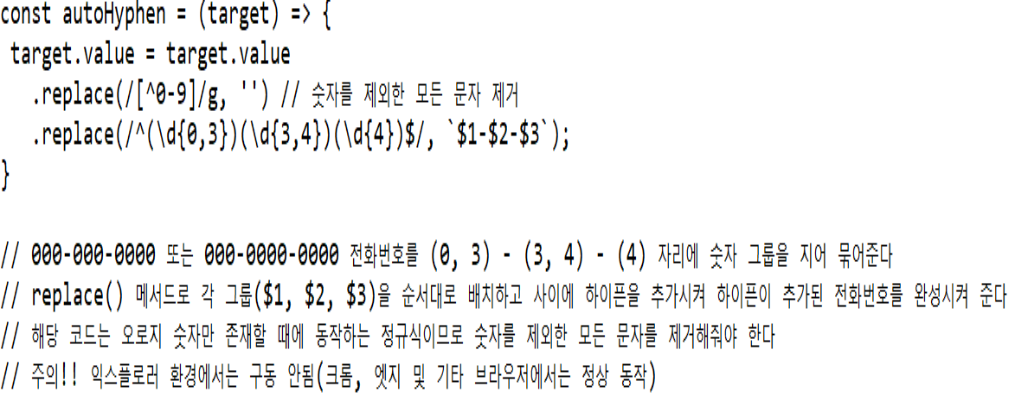 const autoHyphen = (target) => {
 target.value = target.value
   .replace(/[^0-9]/g, '') // 숫자를 제외한 모든 문자 제거
   .replace(/^(\d{0,3})(\d{3,4})(\d{4})$/, `$1-$2-$3`);
}

// 000-000-0000 또는 000-0000-0000 전화번호를 (0, 3) - (3, 4) - (4) 자리에 숫자 그룹을 지어 묶어준다
// replace() 메서드로 각 그룹($1, $2, $3)을 순서대로 배치하고 사이에 하이픈을 추가시켜 하이픈이 추가된 전화번호를 완성시켜 준다
// 해당 코드는 오로지 숫자만 존재할 때에 동작하는 정규식이므로 숫자를 제외한 모든 문자를 제거해줘야 한다
// 주의!! 익스플로러 환경에서는 구동 안됨(크롬, 엣지 및 기타 브라우저에서는 정상 동작)